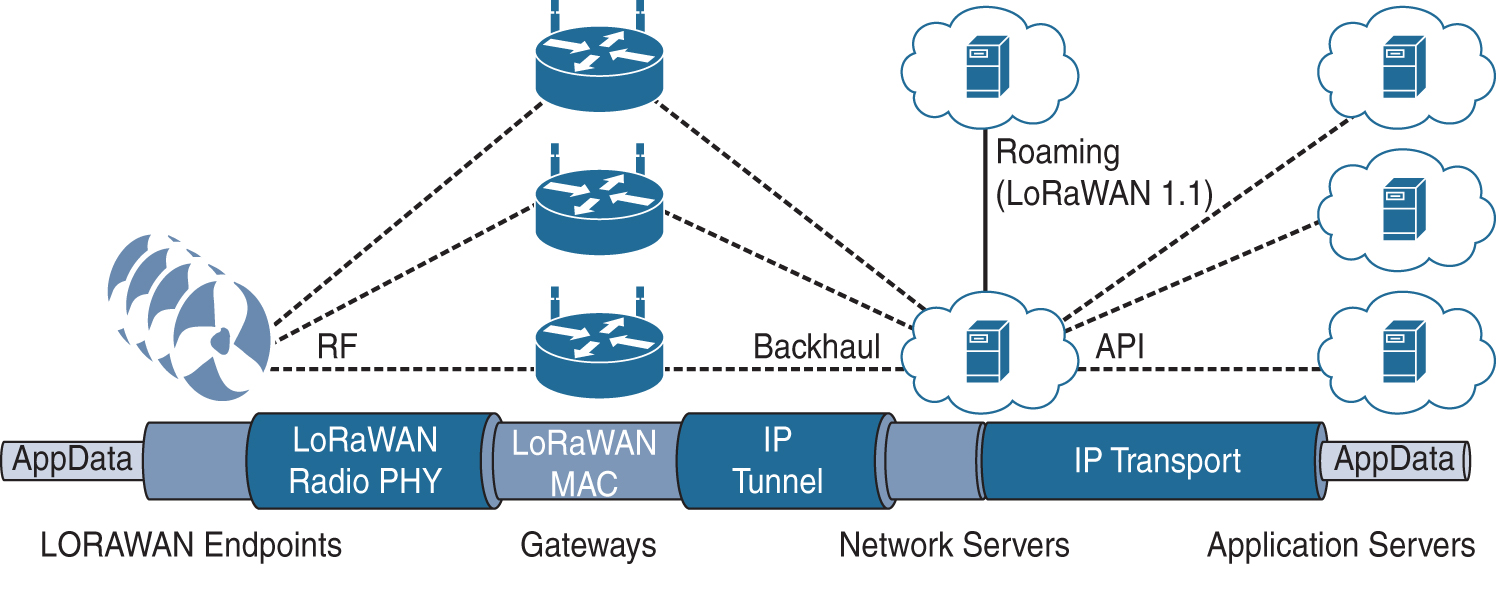 Roaming
(LoRaWAN 1.1)
RF
Backhaul
API
AppData
LoRaWAN
Radio PHY
LoRaWAN
MAC
IP
Tunnel
IP Transport
AppData
LORAWAN Endpoints
Gateways
Network Servers
Application Servers